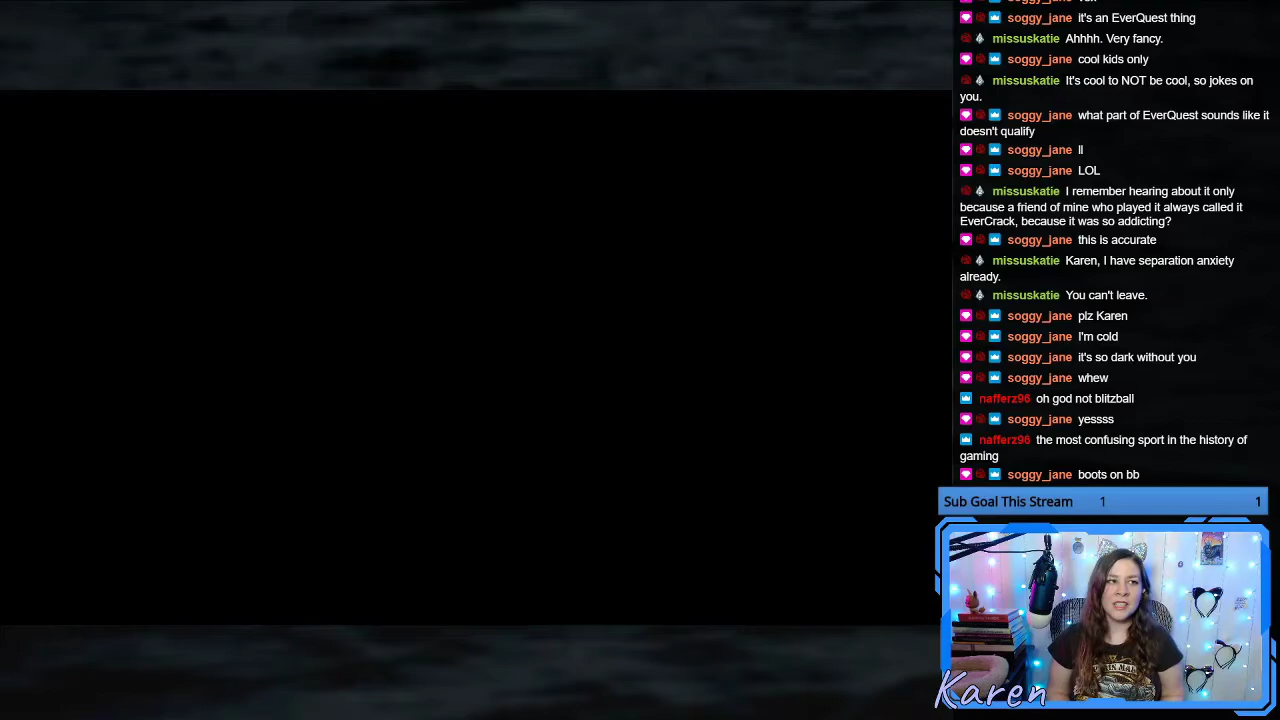 soggy_jane it's an EverQuest thing
missuskatie Ahhhh. Very fancy.
soggy_jane cool kids only
missuskatie It's cool to NOT be cool, so jokes on
you.
soggy_jane what part of EverQuest sounds like it
doesn't qualify
soggy_jane ll
soggy_jane LOL
missuskatie I remember hearing about it only
because a friend of mine who played it always called it
EverCrack, because it was so addicting?
soggy_jane this is accurate
missuskatie Karen, I have separation anxiety
already.
missuskatie You can't leave.
soggy_jane plz Karen
soggy_jane I'm cold
soggy_jane it's so dark without you
soggy_jane whew
nafferz96 oh god not blitzball
soggy_jane yessss
nafferz96 the most confusing sport in the history of
gaming
soggy_jane boots on bb
Sub Goal This Stream 1 1
Karen